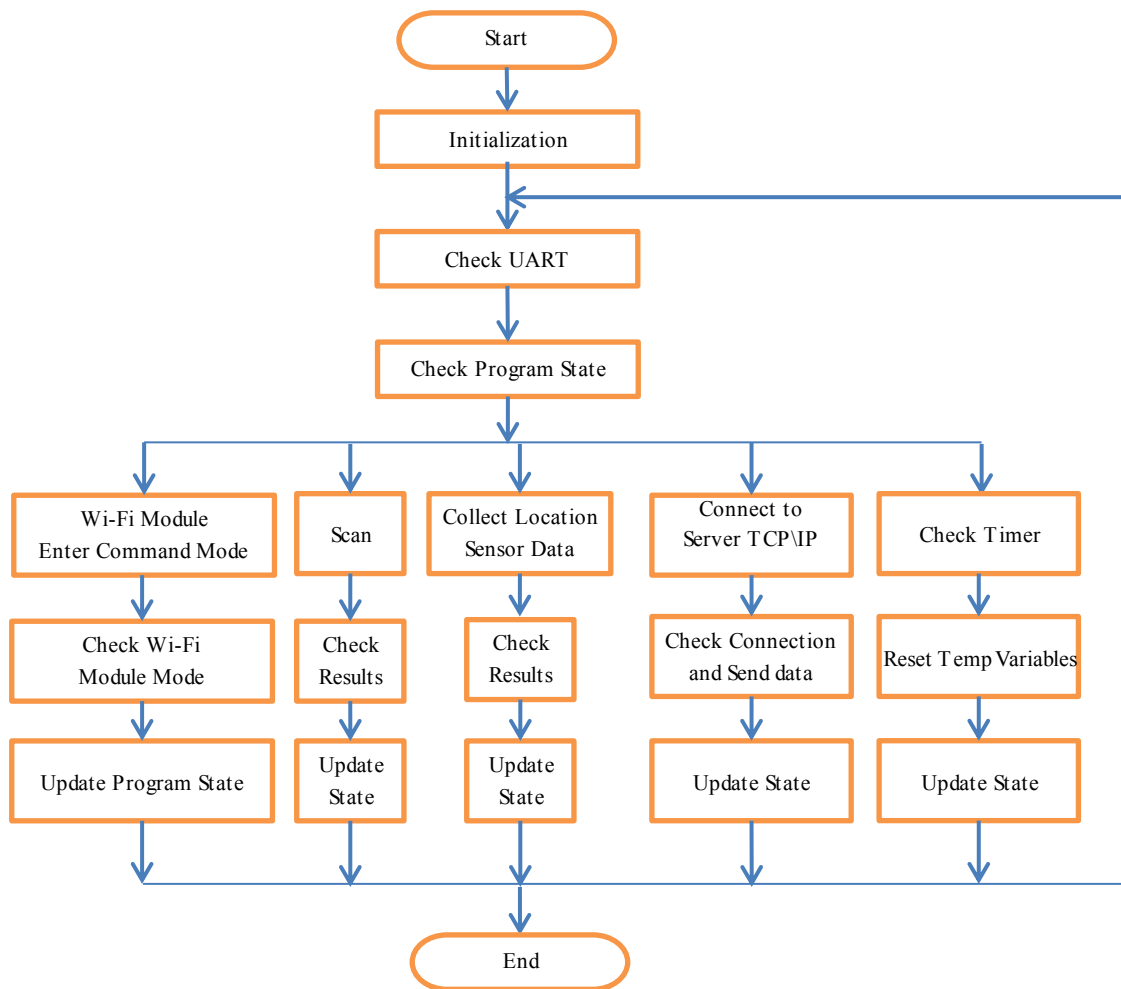 Start
Initialization
Check UART
Check Program State
Wi-Fi Module
Enter Command Mode
Scan
Collect Location
Sensor Data
Connect to
Server TCP\IP
Check Timer
Check Wi-Fi
Module Mode
Check
Results
Check
Results
Check Connection
and Send data
Reset Temp Variables
Update Program State
Update
State
Update
State
Update State
Update State
End